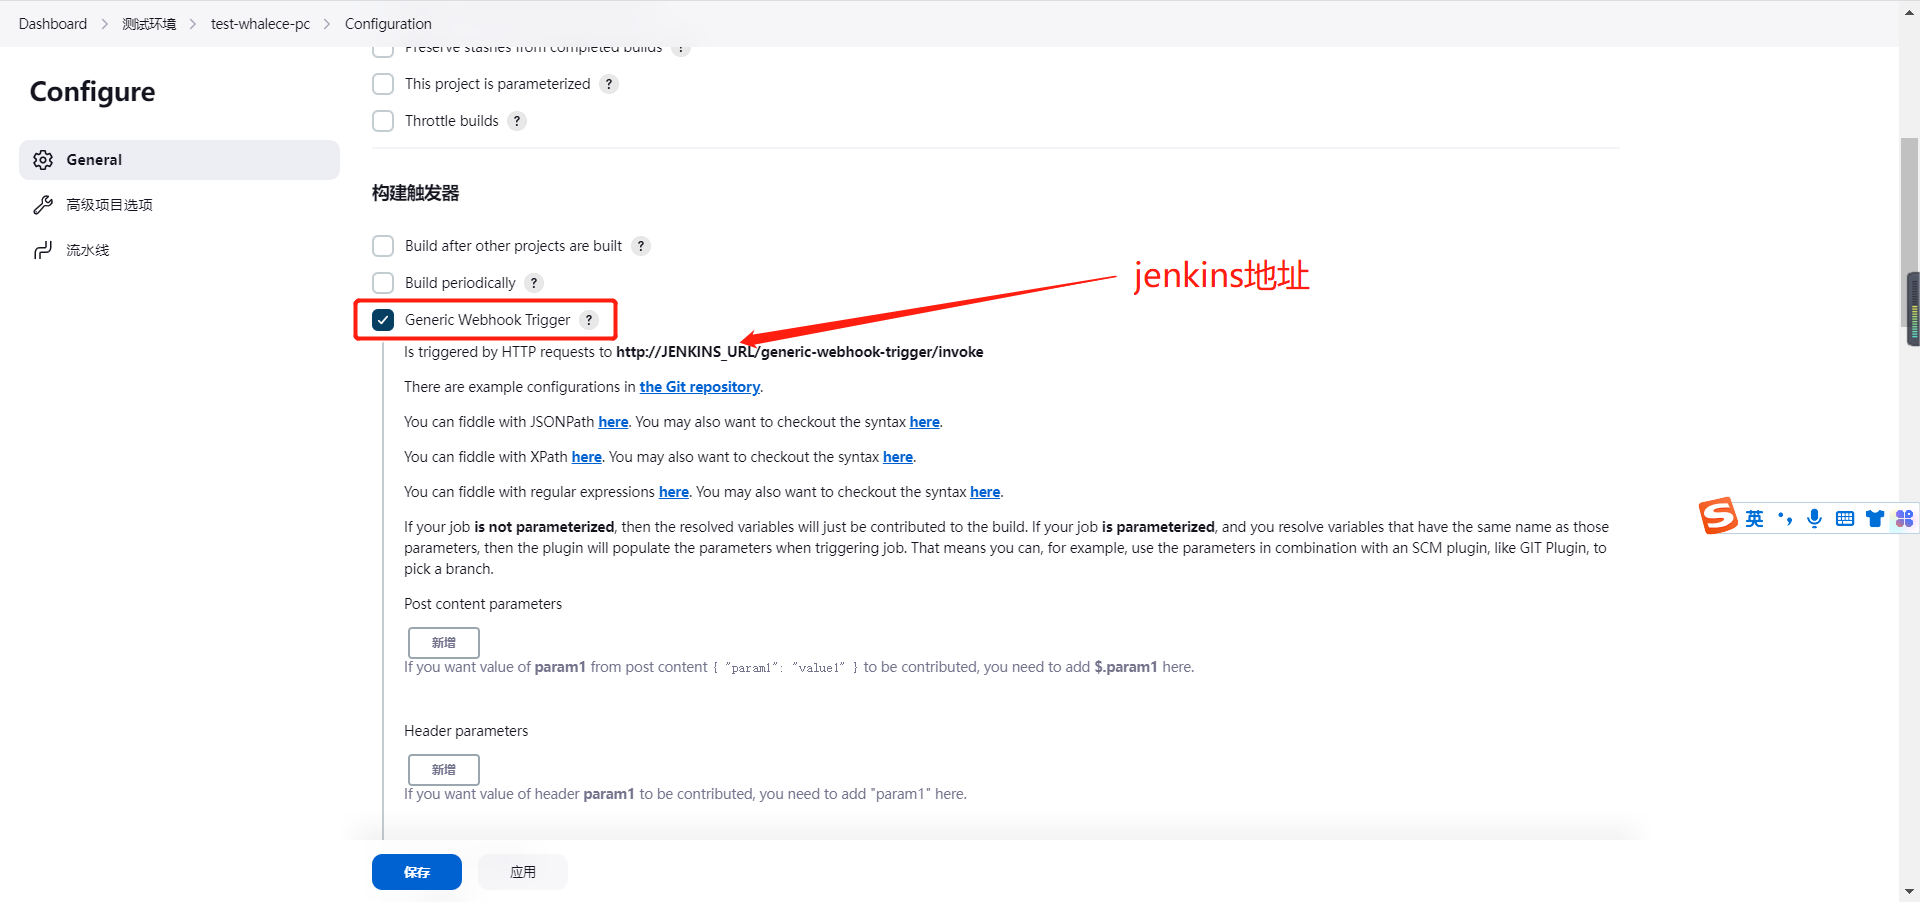 Dashboard > 测试环境 > test-whalece-pc > Configuration
Preserve stashes from completed builds ?
Configure
This project is parameterized ?
Throttle builds ?
General
高级项目选项
流水线
构建触发器
Build after other projects are built ?
Build periodically ?
jenkins地址
Generic Webhook Trigger ?
Is triggered by HTTP requests to http://JENKINS_URL/generic-webhook-trigger/invoke
There are example configurations in the Git repository.
You can fiddle with JSONPath here. You may also want to checkout the syntax here.
You can fiddle with XPath here. You may also want to checkout the syntax here.
You can fiddle with regular expressions here. You may also want to checkout the syntax here.
If your job is not parameterized, then the resolved variables will just be contributed to the build. If your job is parameterized, and you resolve variables that have the same name as those
parameters, then the plugin will populate the parameters when triggering job. That means you can, for example, use the parameters in combination with an SCM plugin, like GIT Plugin, to
pick a branch.
Post content parameters
新增
If you want value of param1 from post content { "param1": "value1" } to be contributed, you need to add $.param1 here.
Header parameters
新增
If you want value of header param1 to be contributed, you need to add "param1" here.
保存
应用
S 英